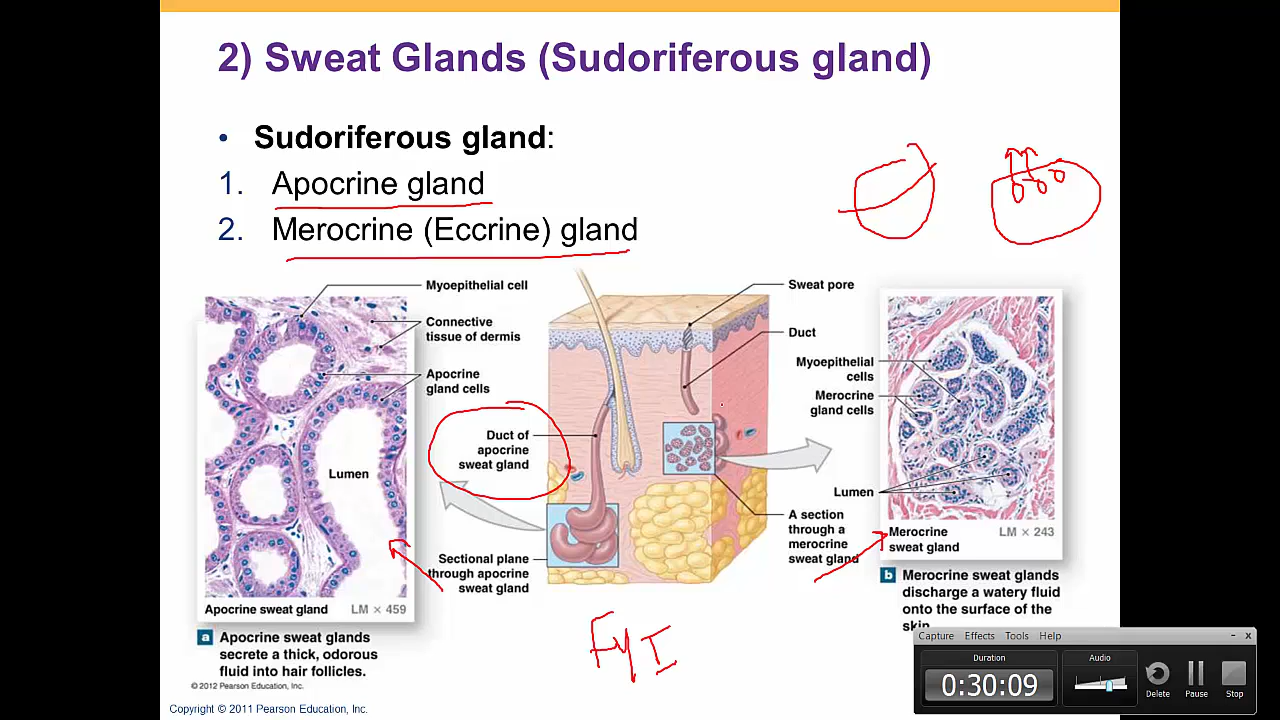 2) Sweat Glands (Sudoriferous gland)
• Sudoriferous gland:
1. Apocrine gland
2. Merocrine (Eccrine) gland
Myoepithelial cell
Connective
tissue of dermis
Apocrine
gland cells
Duct of
apocrine
sweat gland
Lumen
Sectional plane
through apocrine
sweat gland
Apocrine sweat gland LM × 459
a Apocrine sweat glands
secrete a thick, odorous
fluid into hair follicles.
© 2012 Pearson Education, Inc.
Sweat pore
Duct
Myoepithelial
cells
Merocrine
gland cells
Lumen
A section
through a
merocrine
sweat gland
Merocrine LM × 243
sweat gland
b Merocrine sweat glands
discharge a watery fluid
onto the surface of the
skin
FyI
Capture Effects Tools Help
Duration
0:30:09
Audio
Delete
Pause
Stop
Copyright © 2011 Pearson Education, Inc.